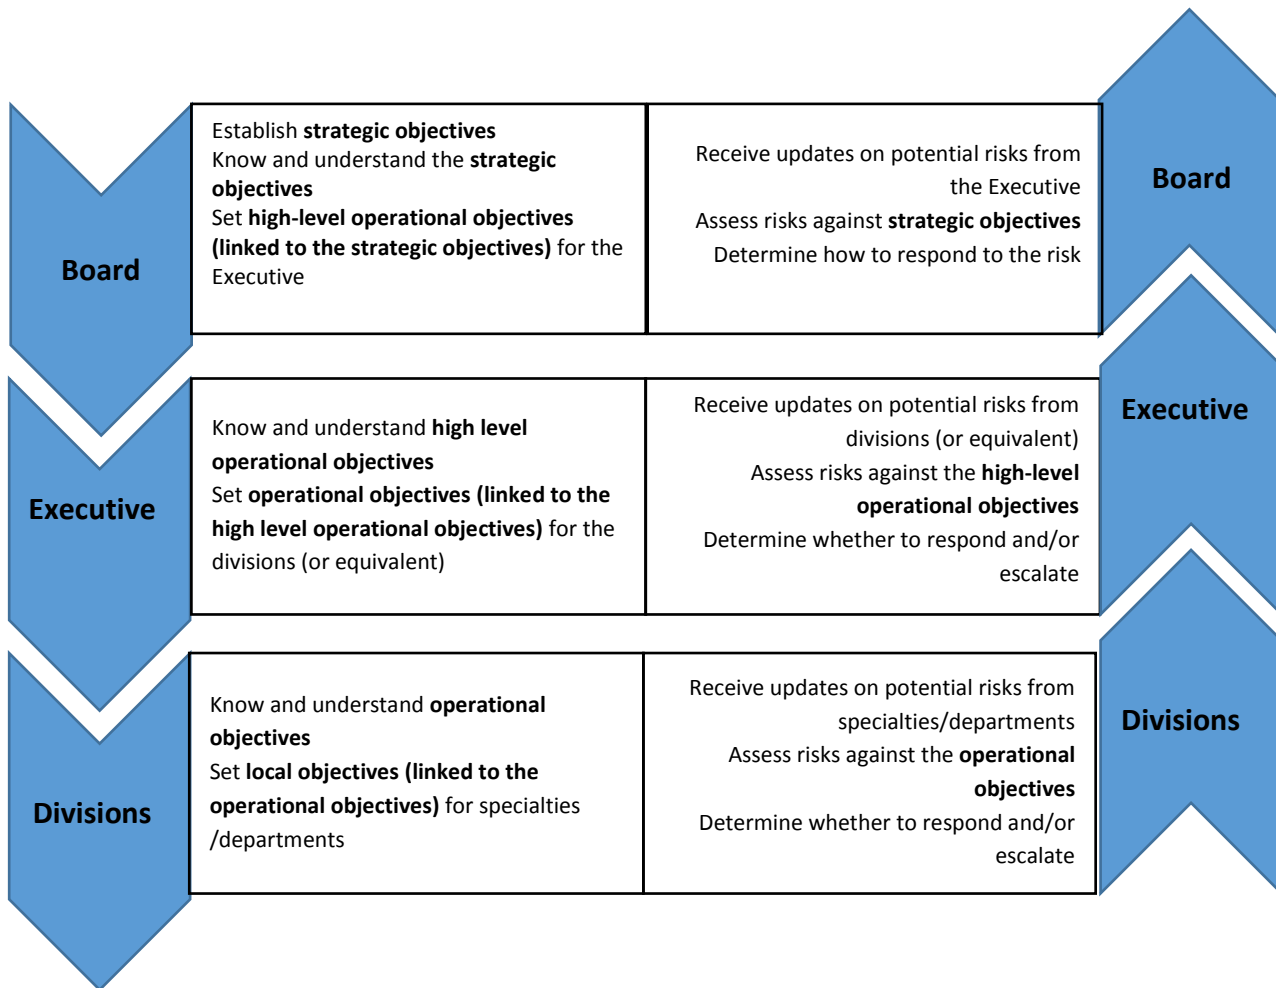 Board
Establish strategic objectives
Know and understand the strategic
objectives
Set high-level operational objectives
(linked to the strategic objectives) for the
Executive
Receive updates on potential risks from
the Executive
Assess risks against strategic objectives
Determine how to respond to the risk
Board
Executive
Know and understand high level
operational objectives
Set operational objectives (linked to the
high level operational objectives) for the
divisions (or equivalent)
Receive updates on potential risks from
divisions (or equivalent)
Assess risks against the high-level
operational objectives
Determine whether to respond and/or
escalate
Executive
Divisions
Know and understand operational
objectives
Set local objectives (linked to the
operational objectives) for specialties
/departments
Receive updates on potential risks from
specialties/departments
Assess risks against the operational
objectives
Determine whether to respond and/or
escalate
Divisions